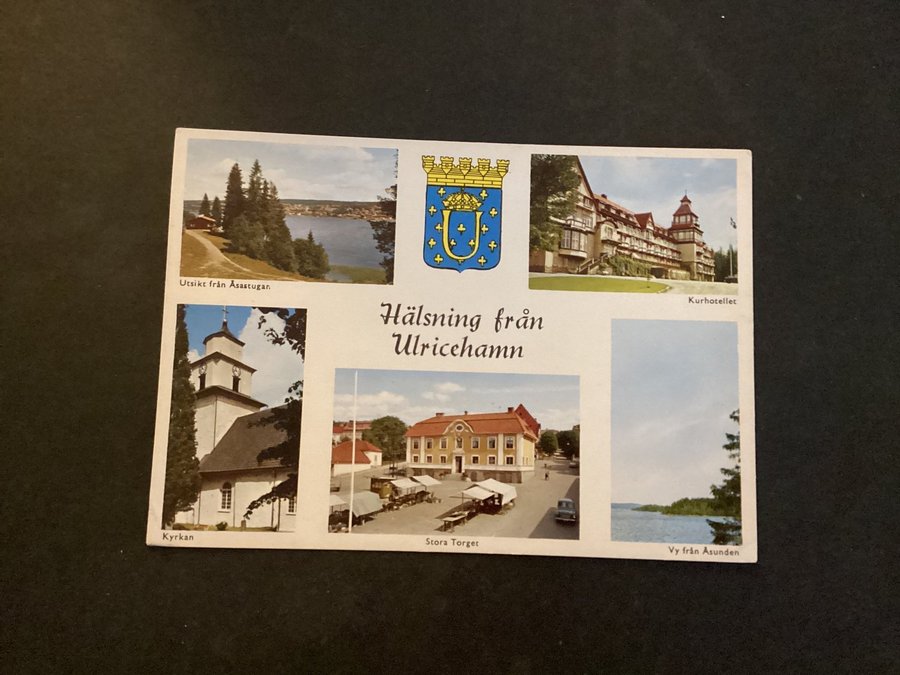 Utsikt från Åsastugan
Kurhotellet
Hälsning från
Ulricehamn
Kyrkan
Stora Torget
Vy från Åsunden